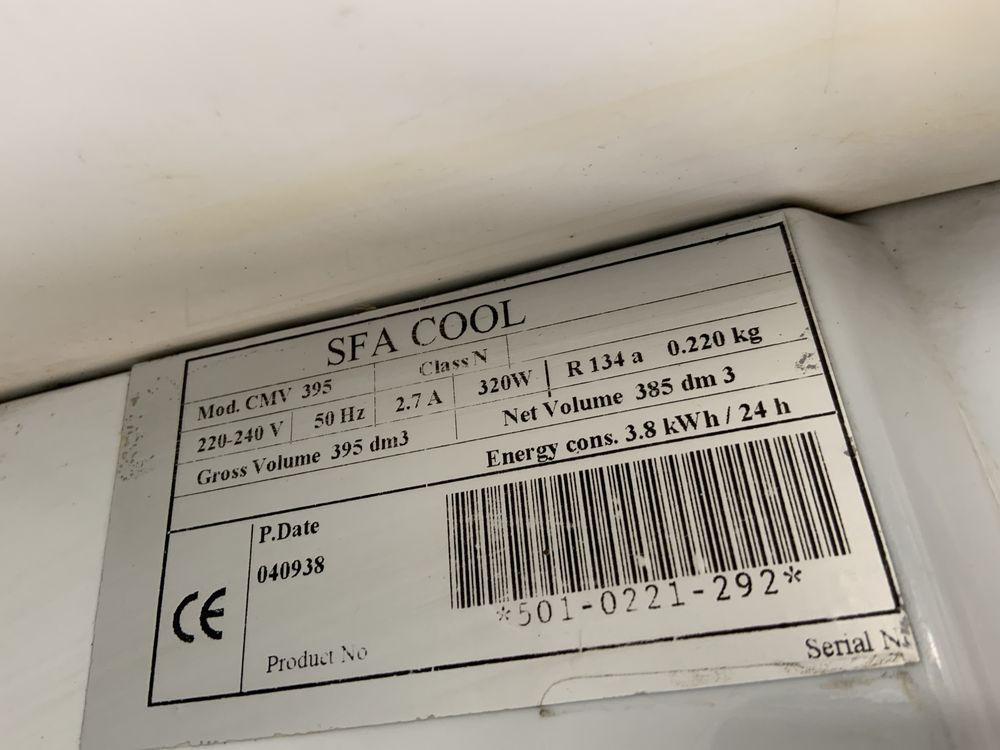 SFA COOL
Mod. CMV 395 Class N
220-240 V 50 Hz 2.7 A 320W R 134 a 0.220 kg
Gross Volume 395 dm3 Net Volume 385 dm 3
Energy cons. 3.8 kWh / 24 h
P.Date
040938
CE
*501-0221-292*
Product No
Serial Nr